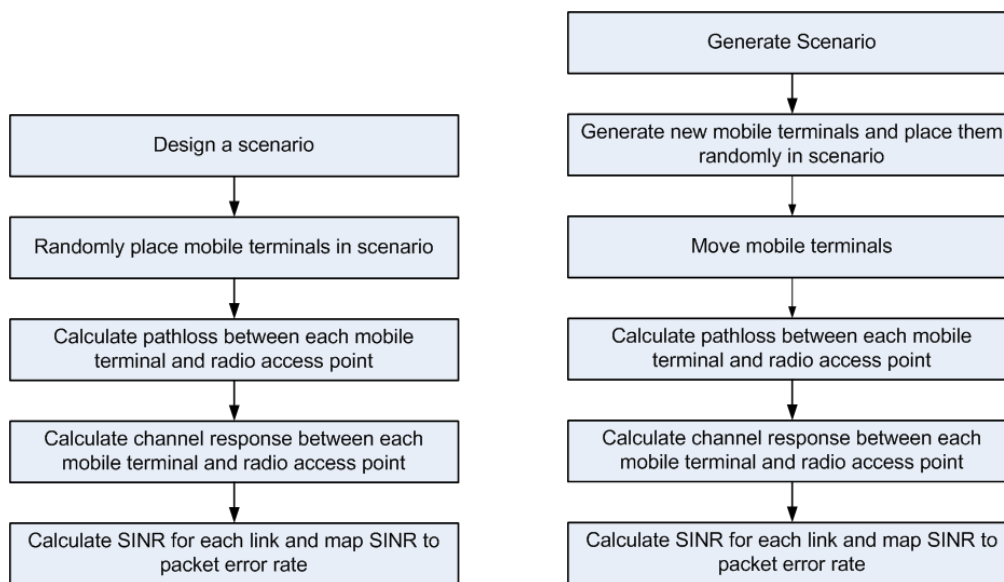 Design a scenario
Randomly place mobile terminals in scenario
Calculate pathloss between each mobile
terminal and radio access point
Calculate channel response between each
mobile terminal and radio access point
Calculate SINR for each link and map SINR to
packet error rate
Generate Scenario
Generate new mobile terminals and place them
randomly in scenario
Move mobile terminals
Calculate pathloss between each mobile
terminal and radio access point
Calculate channel response between each
mobile terminal and radio access point
Calculate SINR for each link and map SINR to
packet error rate